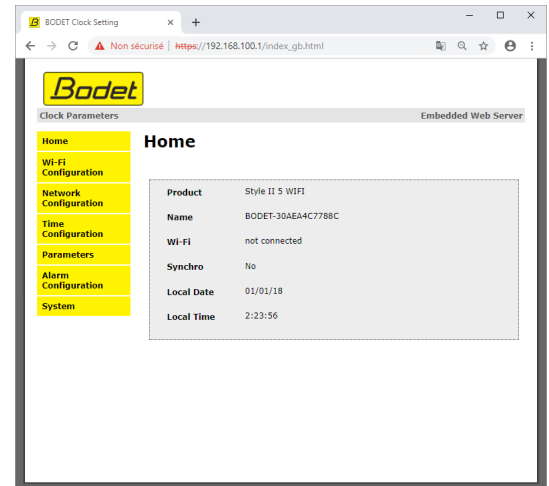 BODET Clock Setting
Non sécurisé | https://192.168.100.1/index_gb.html
Bodet
Clock Parameters Embedded Web Server
Home
Wi-Fi
Configuration
Network
Configuration
Time
Configuration
Parameters
Alarm
Configuration
System
Home
Product Style II 5 WIFI
Name BODET-30AEA4C7788C
Wi-Fi not connected
Synchro No
Local Date 01/01/18
Local Time 2:23:56